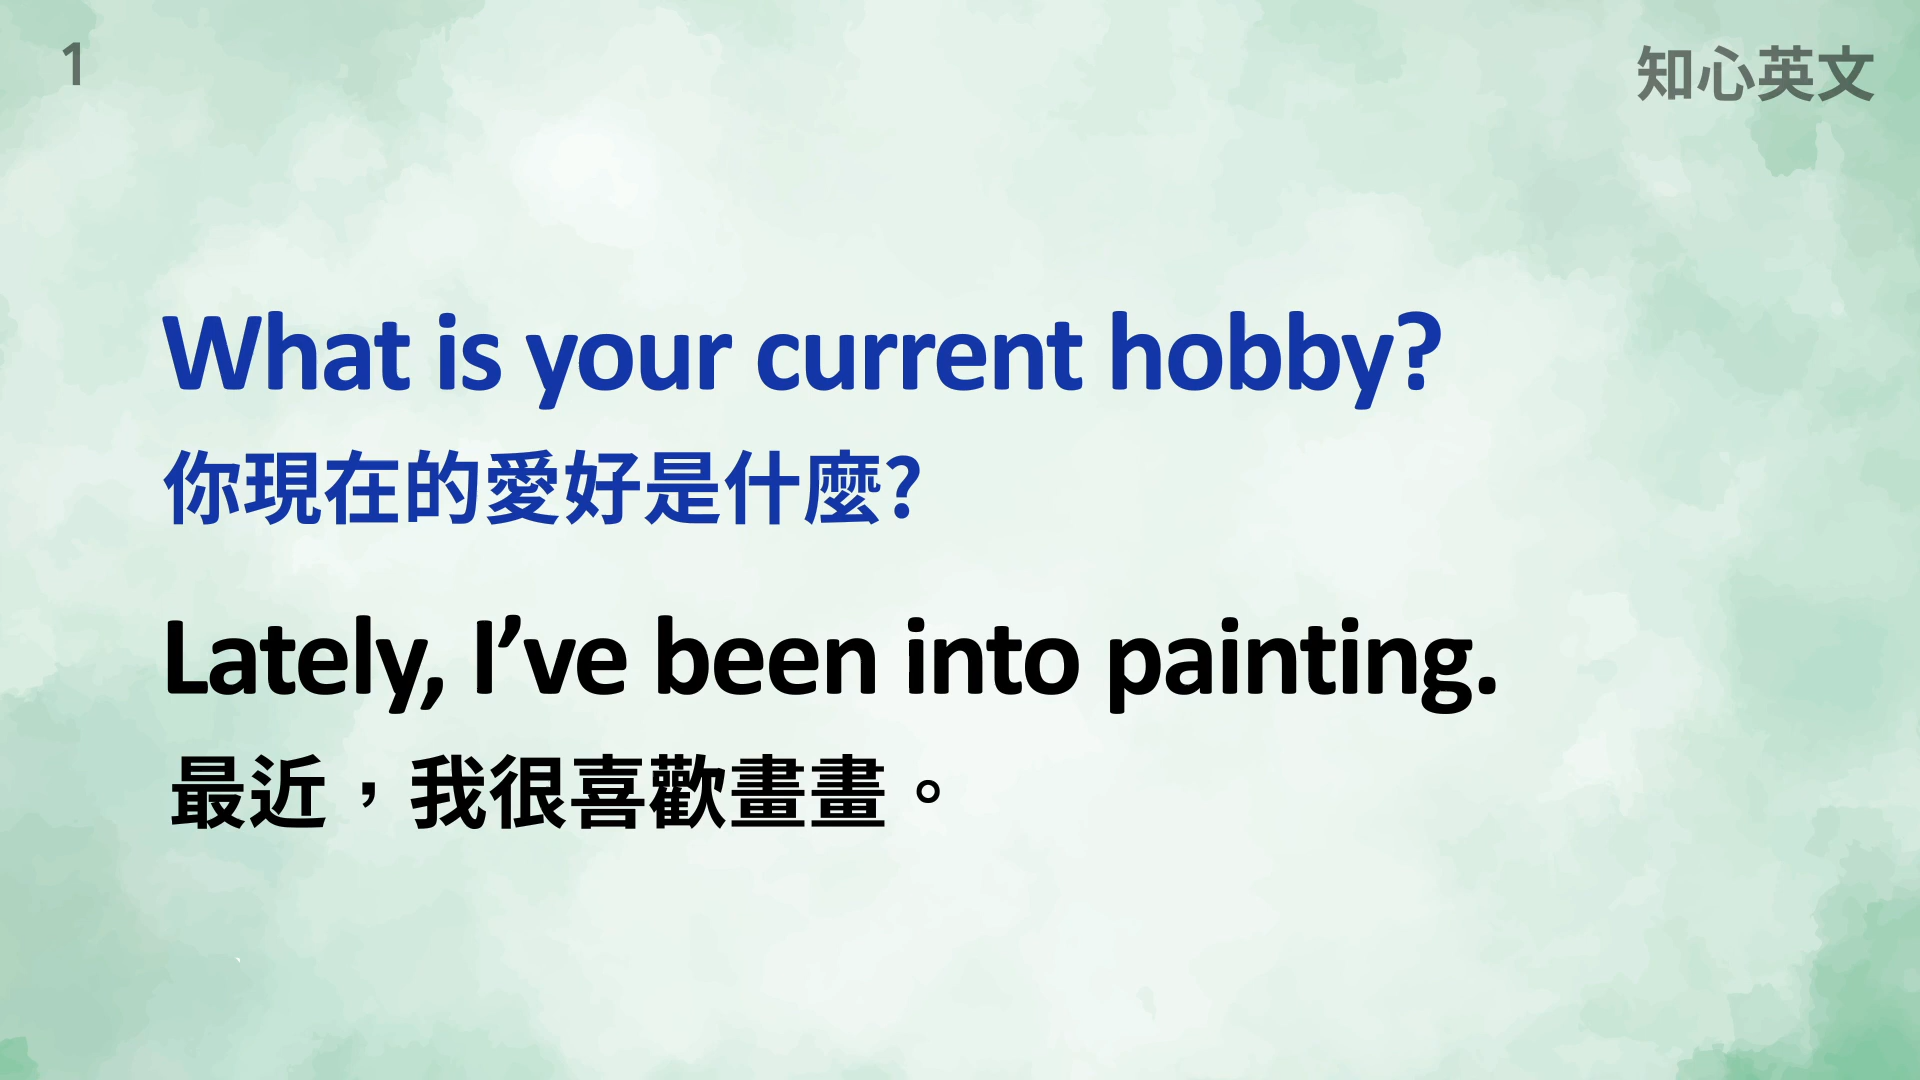 1
知心英文
What is your current hobby?
你現在的愛好是什麼?
Lately, I’ve been into painting.
最近，我很喜歡畫畫。